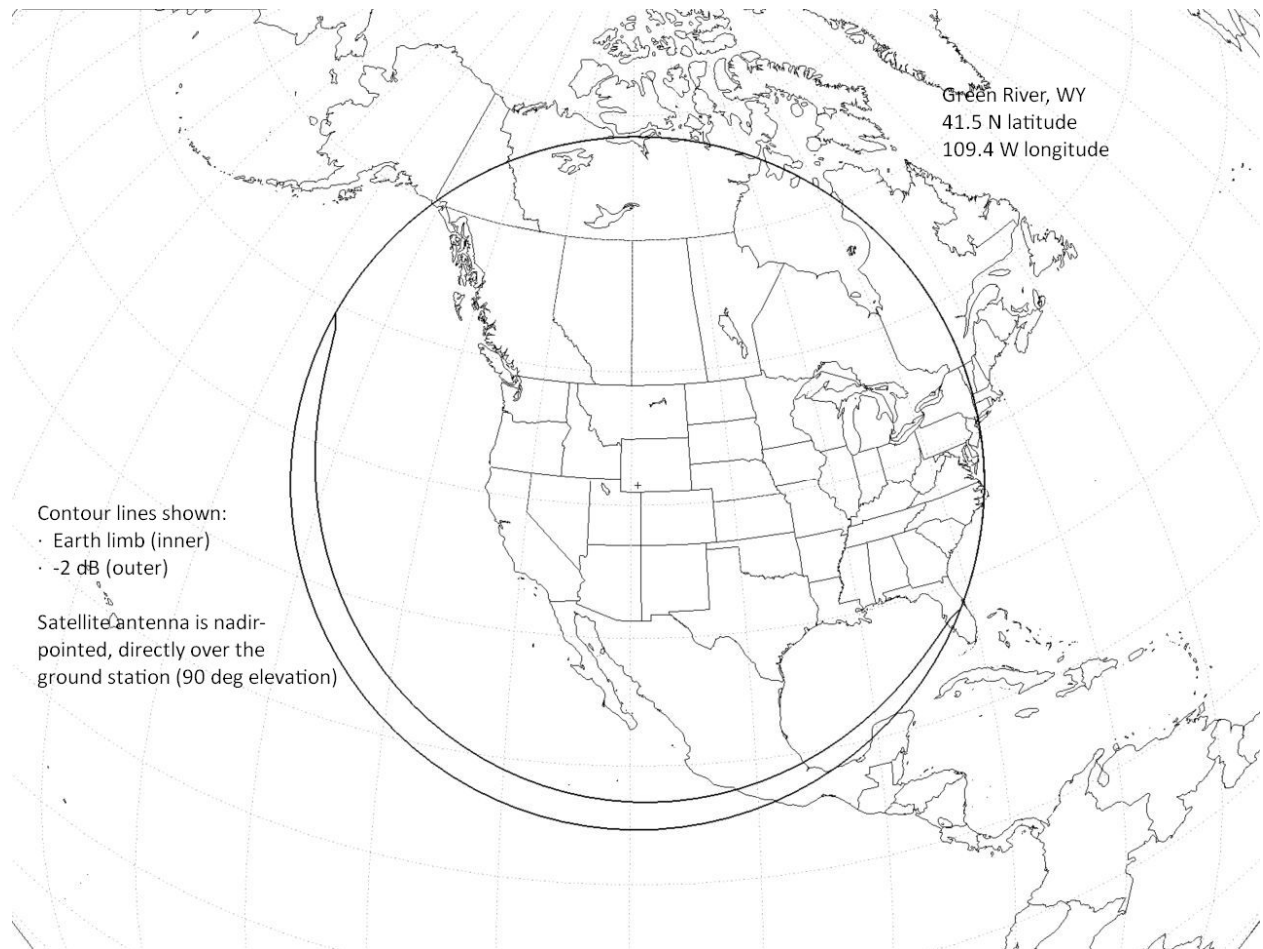 Green River, WY
41.5 N latitude
109.4 W longitude
Contour lines shown:
· Earth limb (inner)
· -2 dB (outer)
Satellite antenna is nadir-
pointed, directly over the
ground station (90 deg elevation)